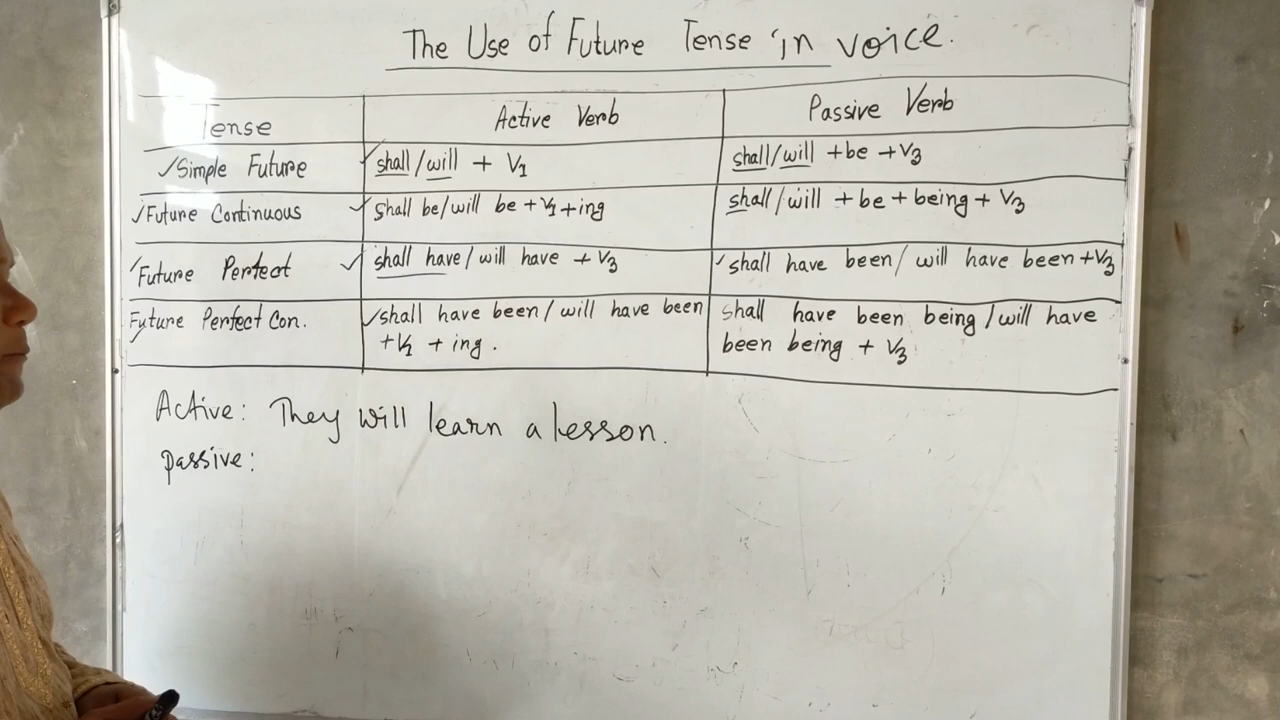 The Use of Future Tense in voice.
Tense Active Verb Passive Verb
Simple Future shall/will + V1 shall/will +be +V3
Future Continuous shall be/will be +V1 +ing shall/will +be + being + V3
Future Perfect shall have/will have + V3 shall have been/ will have been +V3
Future Perfect Con. shall have been/will have been shall have been being /will have
+V1 + ing. been being + V3
Active: They will learn a lesson.
passive: